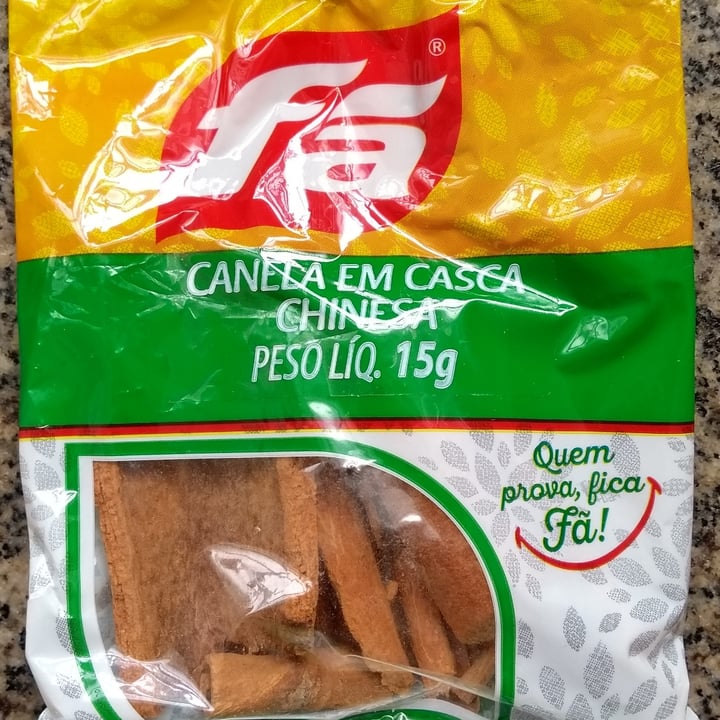 fã®
CANELA EM CASCA
CHINESA
PESO LÍQ. 15g
Quem
prova, fica
Fã!